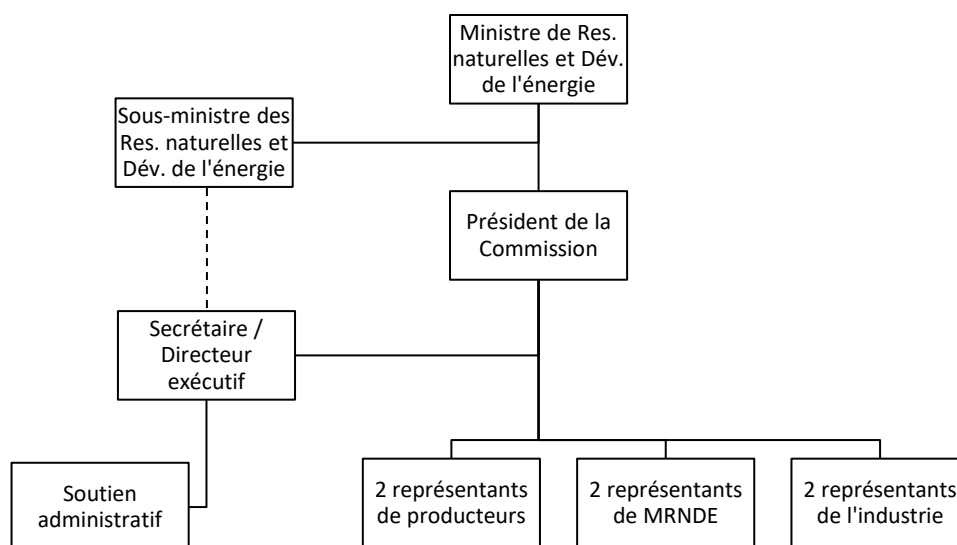 Ministre de Res.
naturelles et Dév.
de l'énergie
Sous-ministre des
Res. naturelles et
Dév. de l'énergie
Président de la
Commission
Secrétaire /
Directeur
exécutif
Soutien
administratif
2 représentants
de producteurs
2 représentants
de MRNDE
2 représentants
de l'industrie